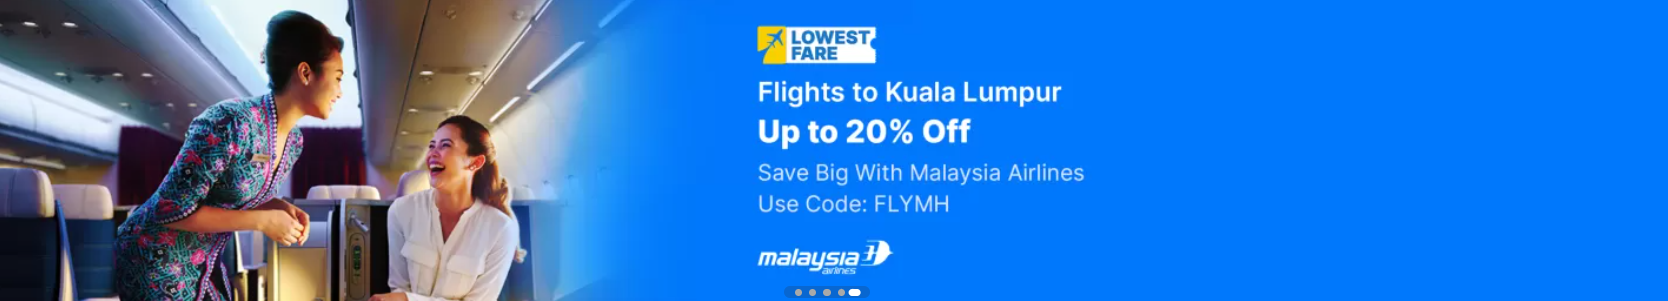 LOWEST
FARE
Flights to Kuala Lumpur
Up to 20% Off
Save Big With Malaysia Airlines
Use Code: FLYMH
malaysia
airlines